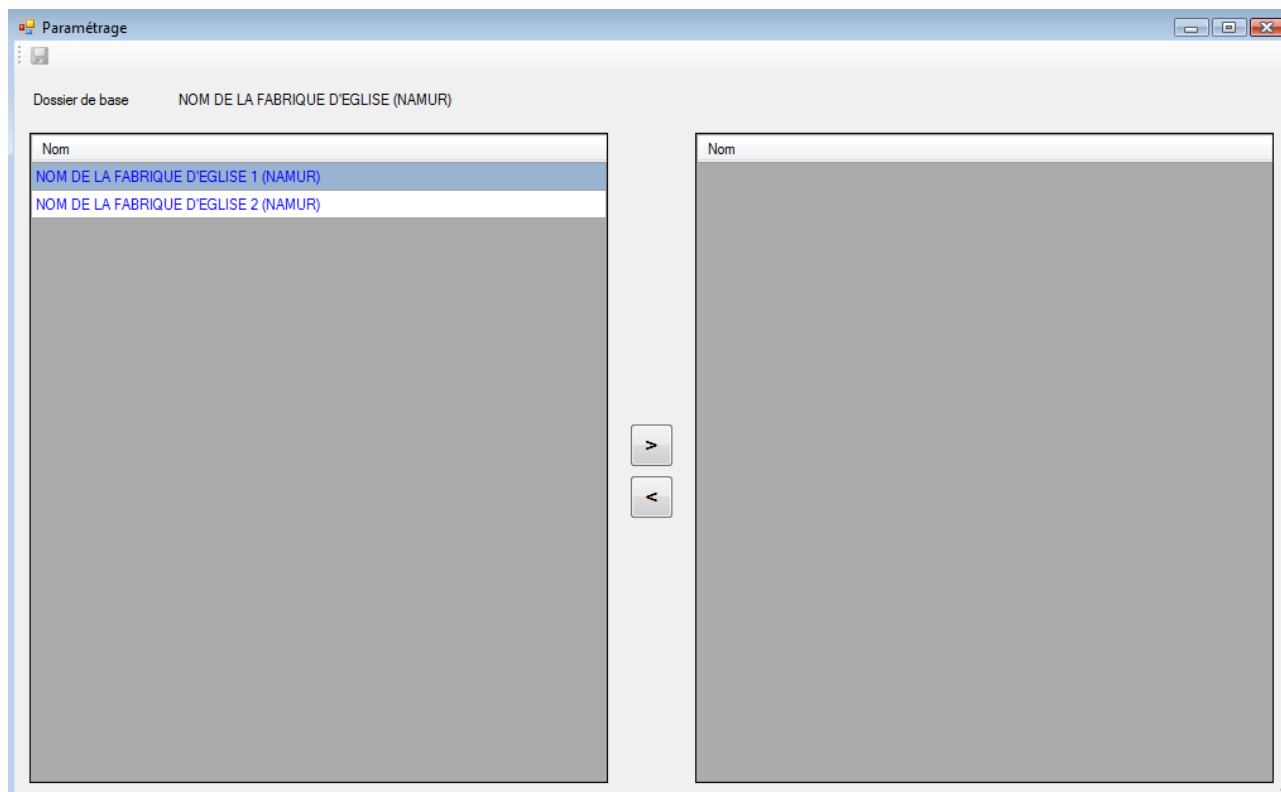 Paramétrage
Dossier de base NOM DE LA FABRIQUE D'EGLISE (NAMUR)
Nom
NOM DE LA FABRIQUE D'EGLISE 1 (NAMUR)
NOM DE LA FABRIQUE D'EGLISE 2 (NAMUR)
>
<
Nom